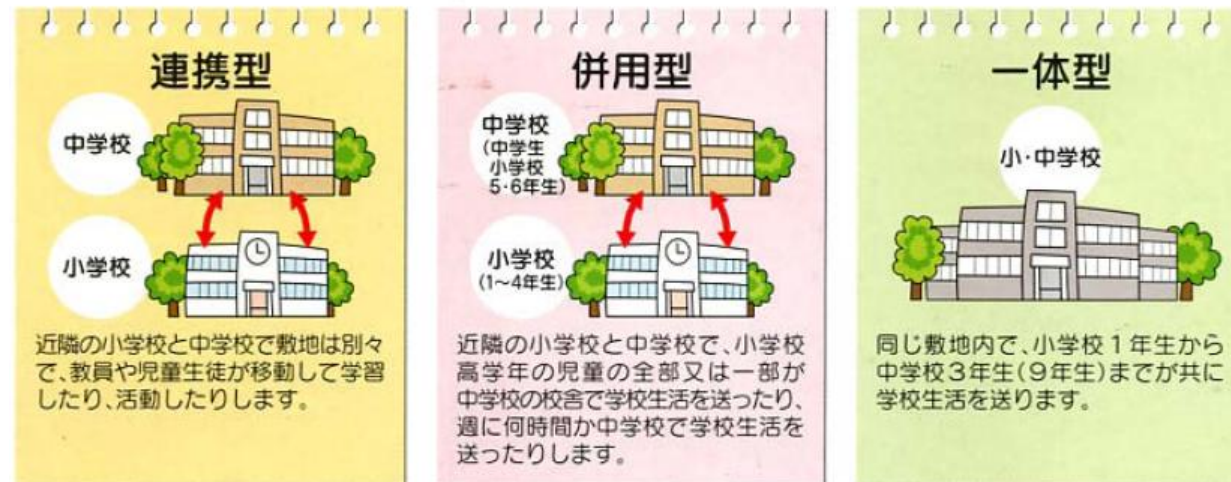 連携型
中学校
小学校
近隣の小学校と中学校で敷地は別々
で、教員や児童生徒が移動して学習
したり、活動したりします。
併用型
中学校
(中学生
小学校
5・6年生)
小学校
(1～4年生)
近隣の小学校と中学校で、小学校
高学年の児童の全部又は一部が
中学校の校舎で学校生活を送ったり、
週に何時間か中学校で学校生活を
送ったりします。
一体型
小・中学校
同じ敷地内で、小学校1年生から
中学校3年生(9年生)までが共に
学校生活を送ります。